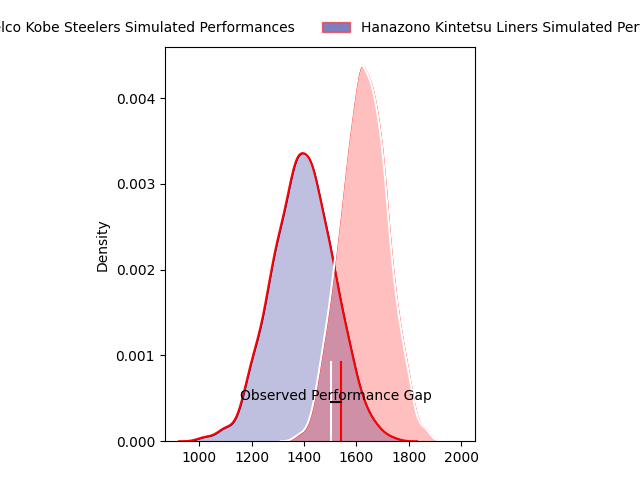 lco Kobe Steelers Simulated Performances
Hanazono Kintetsu Liners Simulated Per
0.004
0.003
0.002
0.001
0.000
Density
Observed Performance Gap
1000 1200 1400 1600 1800 2000